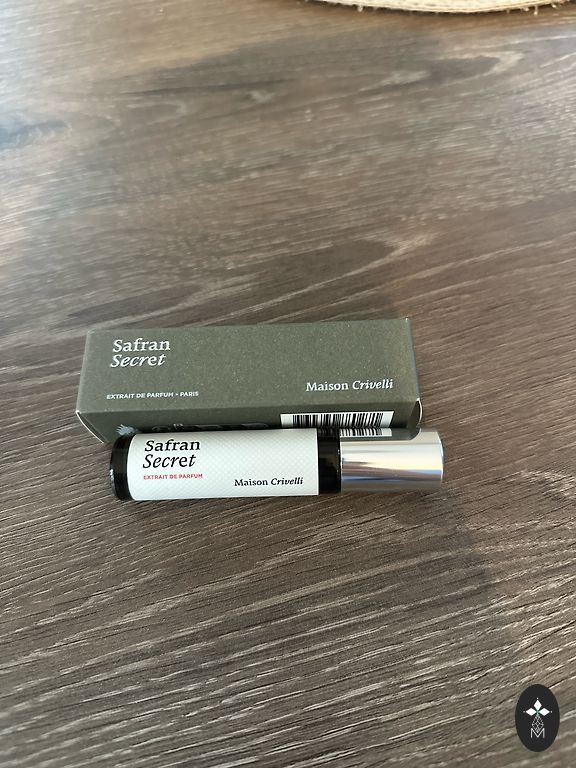 Safran
Secret
EXTRAIT DE PARFUM - PARIS
Maison Crivelli
Safran
Secret
EXTRAIT DE PARFUM
Maison Crivelli